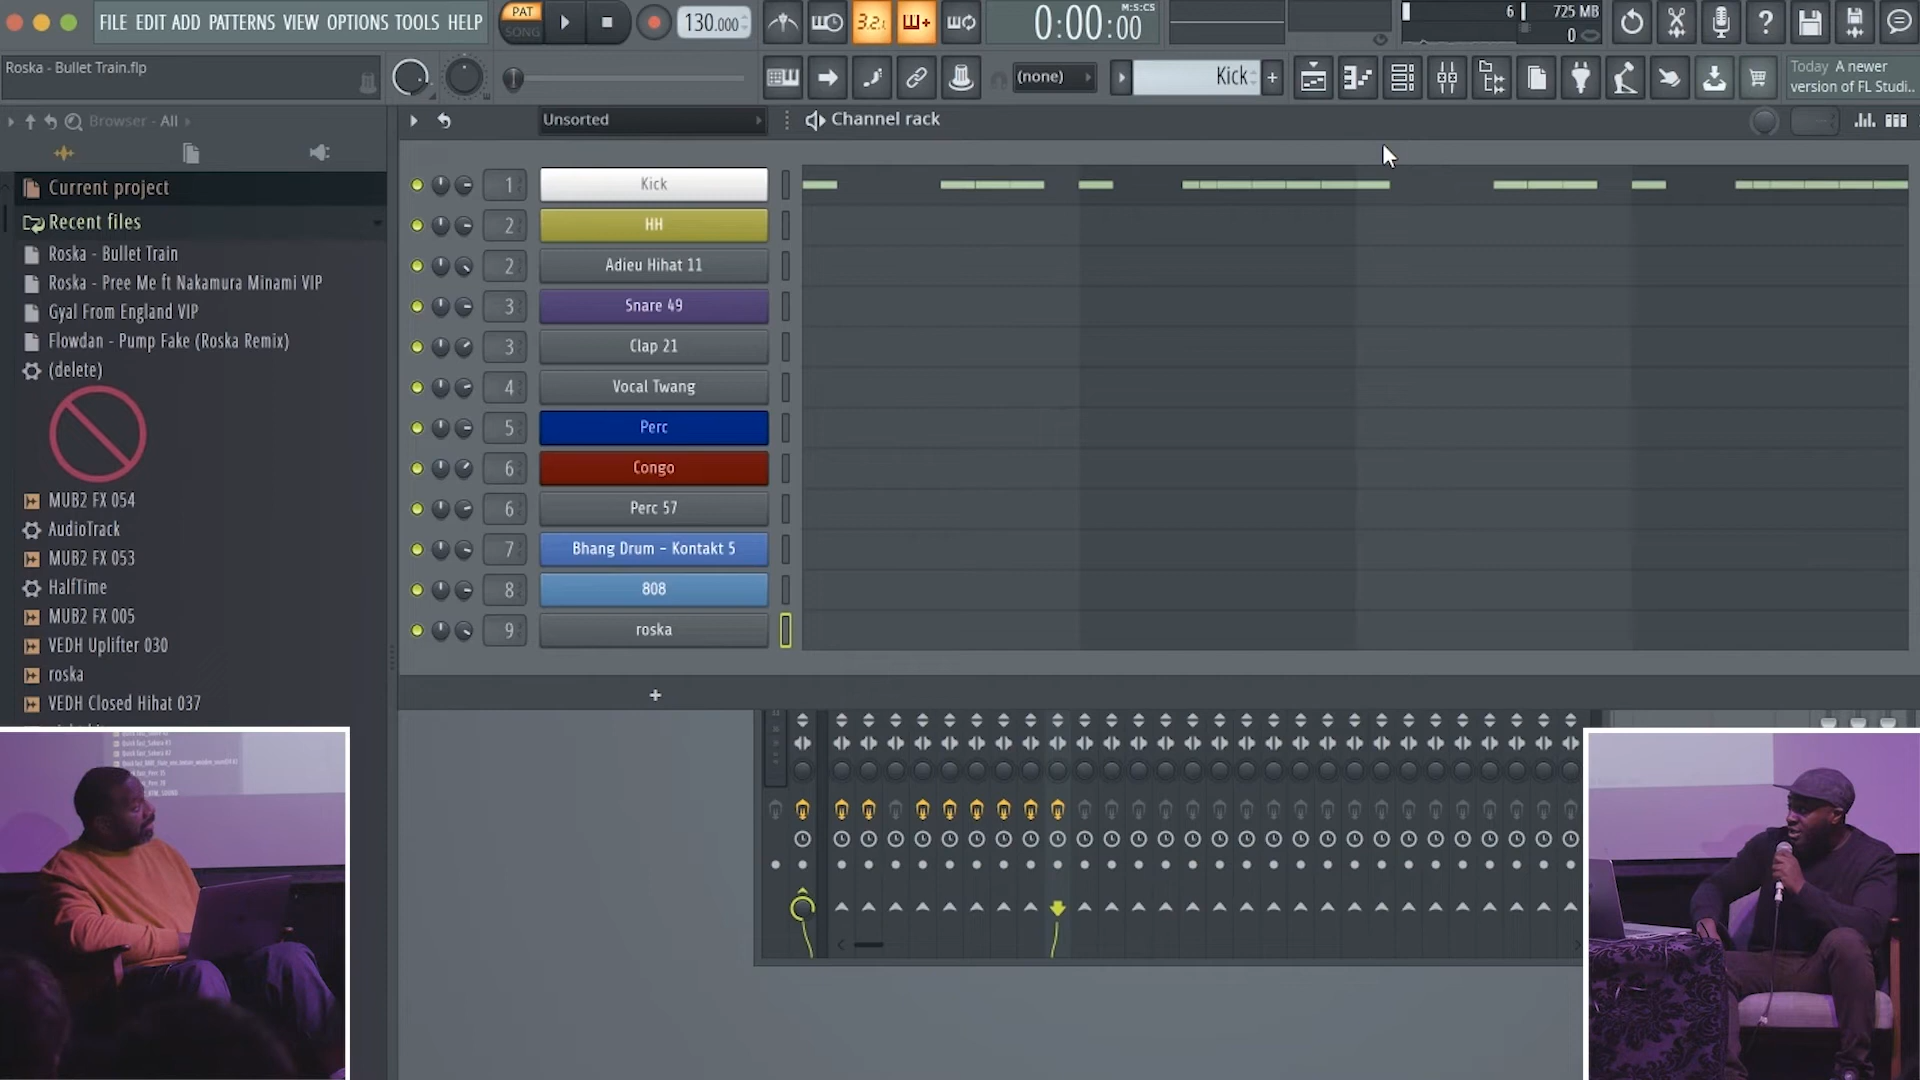 FILE EDIT ADD PATTERNS VIEW OPTIONS TOOLS HELP
PAT
SONG
130.000
3.2.
0:00:00
M:S:CS
6
725 MB
0
Roska - Bullet Train.flp
(none)
Kick
+
Today A newer
version of FL Studi..
Browser - All
Unsorted
Channel rack
Current project
Recent files
Roska - Bullet Train
Roska - Pree Me ft Nakamura Minami VIP
Gyal From England VIP
Flowdan - Pump Fake (Roska Remix)
(delete)
MUB2 FX 054
AudioTrack
MUB2 FX 053
HalfTime
MUB2 FX 005
VEDH Uplifter 030
roska
VEDH Closed Hihat 037
1 Kick
2 HH
2 Adieu Hihat 11
3 Snare 49
3 Clap 21
4 Vocal Twang
5 Perc
6 Congo
6 Perc 57
7 Bhang Drum - Kontakt 5
8 808
9 roska
+